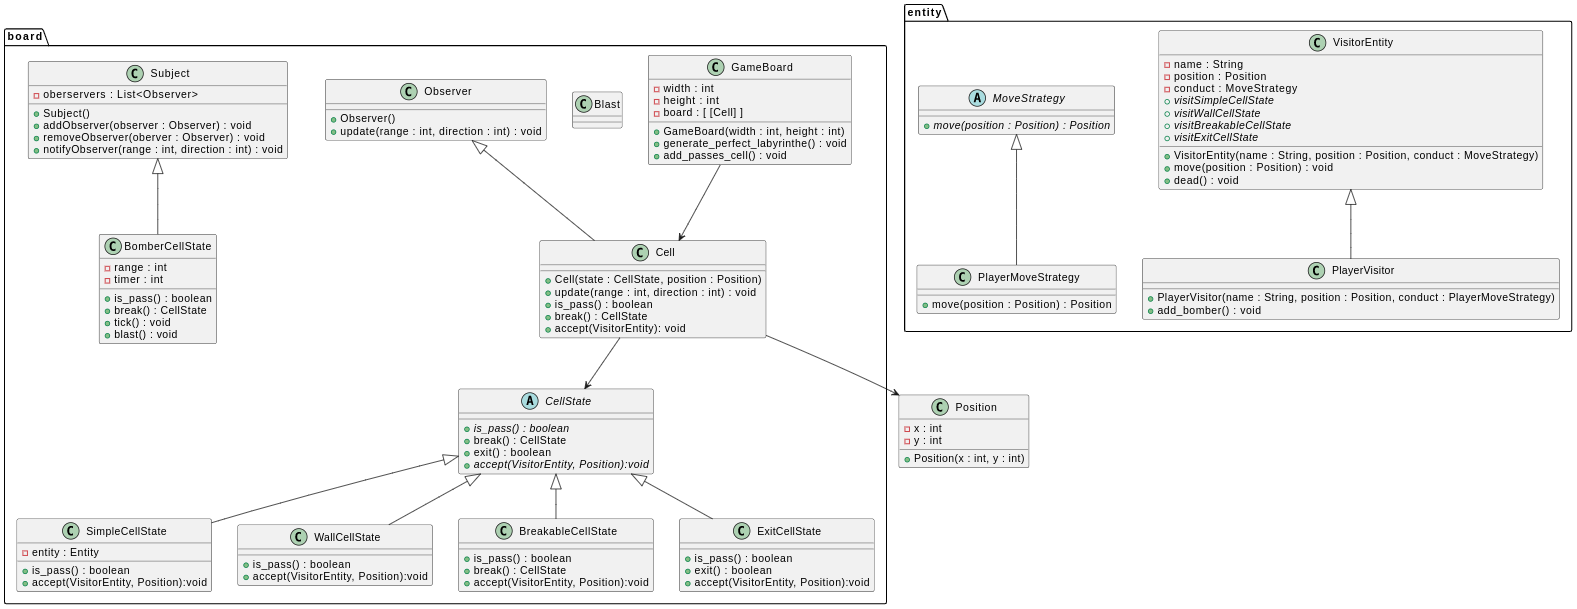 board
C Subject
oberservers : List<Observer>
Subject()
addObserver(observer : Observer) : void
removeObserver(oberver : Observer) : void
notifyObserver(range : int, direction : int) : void
C Observer
Observer()
update(range : int, direction : int) : void
C Blast
C GameBoard
width : int
height : int
board : [ [Cell] ]
GameBoard(width : int, height : int)
generate_perfect_labyrinthe() : void
add_passes_cell() : void
C BomberCellState
range : int
timer : int
is_pass() : boolean
break() : CellState
tick() : void
blast() : void
C Cell
Cell(state : CellState, position : Position)
update(range : int, direction : int) : void
is_pass() : boolean
break() : CellState
accept(VisitorEntity): void
A CellState
is_pass() : boolean
break() : CellState
exit() : boolean
accept(VisitorEntity, Position):void
C SimpleCellState
entity : Entity
is_pass() : boolean
accept(VisitorEntity, Position):void
C WallCellState
is_pass() : boolean
accept(VisitorEntity, Position):void
C BreakableCellState
is_pass() : boolean
break() : CellState
accept(VisitorEntity, Position):void
C ExitCellState
is_pass() : boolean
exit() : boolean
accept(VisitorEntity, Position):void
entity
A MoveStrategy
move(position : Position) : Position
C VisitorEntity
name : String
position : Position
conduct : MoveStrategy
visitSimpleCellState
visitWallCellState
visitBreakableCellState
visitExitCellState
VisitorEntity(name : String, position : Position, conduct : MoveStrategy)
move(position : Position) : void
dead() : void
C PlayerMoveStrategy
move(position : Position) : Position
C PlayerVisitor
PlayerVisitor(name : String, position : Position, conduct : PlayerMoveStrategy)
add_bomber() : void
C Position
x : int
y : int
Position(x : int, y : int)